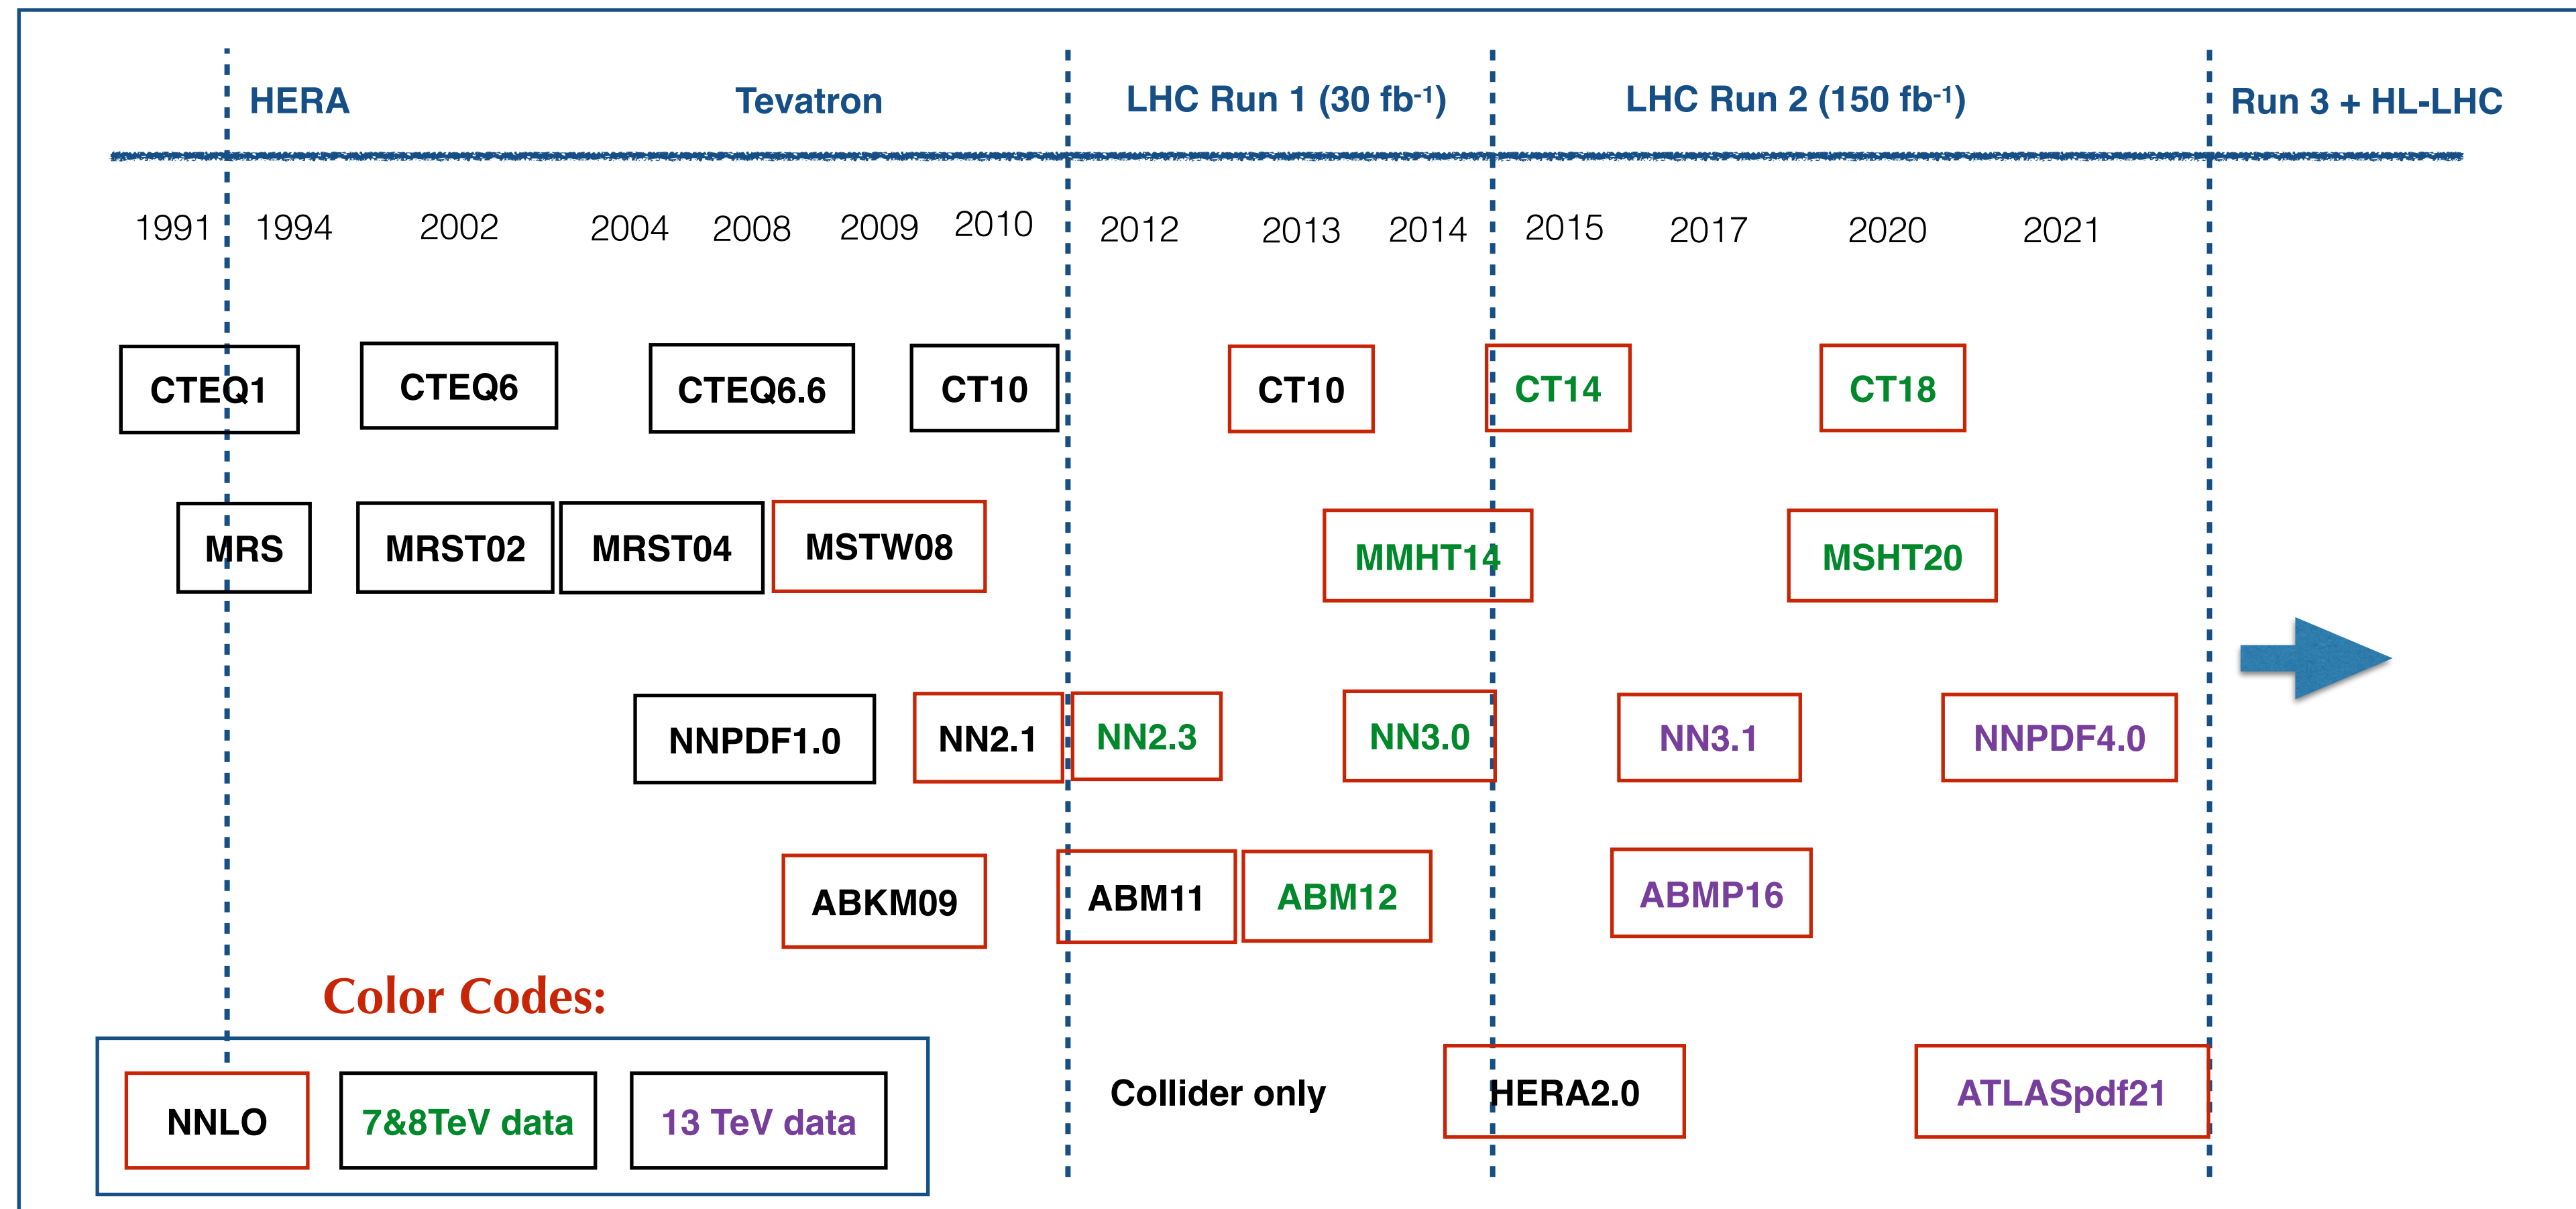 HERA Tevatron LHC Run 1 (30 fb-1) LHC Run 2 (150 fb-1) Run 3 + HL-LHC
1991 1994 2002 2004 2008 2009 2010 2012 2013 2014 2015 2017 2020 2021
CTEQ1 CTEQ6 CTEQ6.6 CT10 CT10 CT14 CT18
MRS MRST02 MRST04 MSTW08 MMHT14 MSHT20
NNPDF1.0 NN2.1 NN2.3 NN3.0 NN3.1 NNPDF4.0
ABKM09 ABM11 ABM12 ABMP16
Color Codes:
NNLO 7&8TeV data 13 TeV data
Collider only HERA2.0 ATLASpdf21